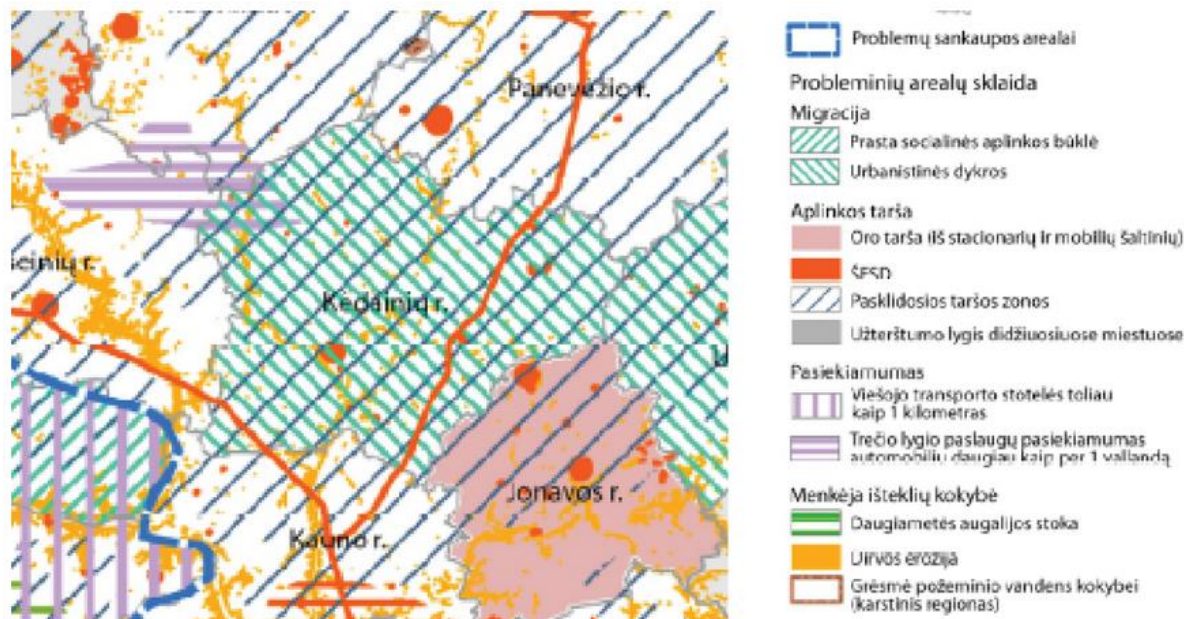 Panevėžio r.
Kėdainių r.
Jonavos r.
Kauno r.
Problemų sankaupos arealai
Probleminių arealų sklaida
Migracija
Prasta socialinės aplinkos būklė
Urbanistinės dykros
Aplinkos tarša
Oro tarša (iš stacionarių ir mobilių šaltinių)
ŠESD
Pasklidosios taršos zonos
Užterštumo lygis didžiuosiuose miestuose
Pasiekiamumas
Viešojo transporto stotelės toliau
kaip 1 kilometras
Trečio lygio paslaugų pasiekiamumas
automobiliu daugiau kaip per 1 vallandą
Menkėja išteklių kokybė
Daugiametės augalijos stoka
Dirvos erozija
Grėsmė požeminio vandens kokybei
(karstinis regionas)